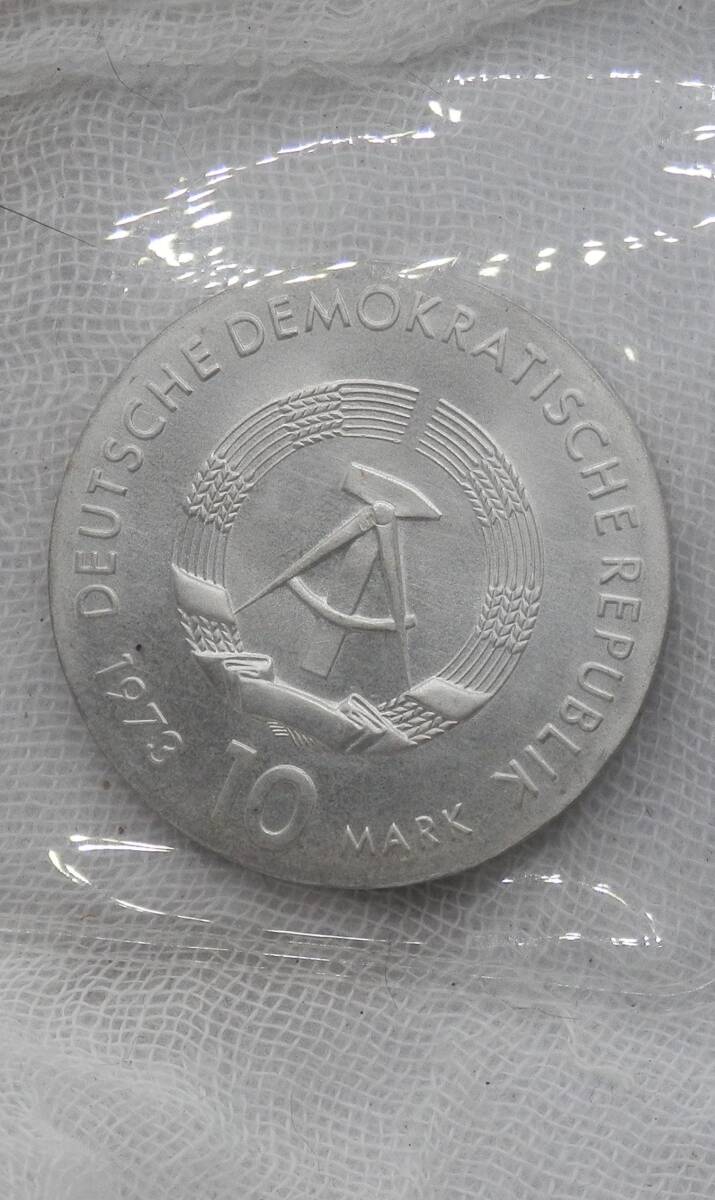 DEUTSCHE DEMOKRATISCHE REPUBLIK
1973
10 MARK